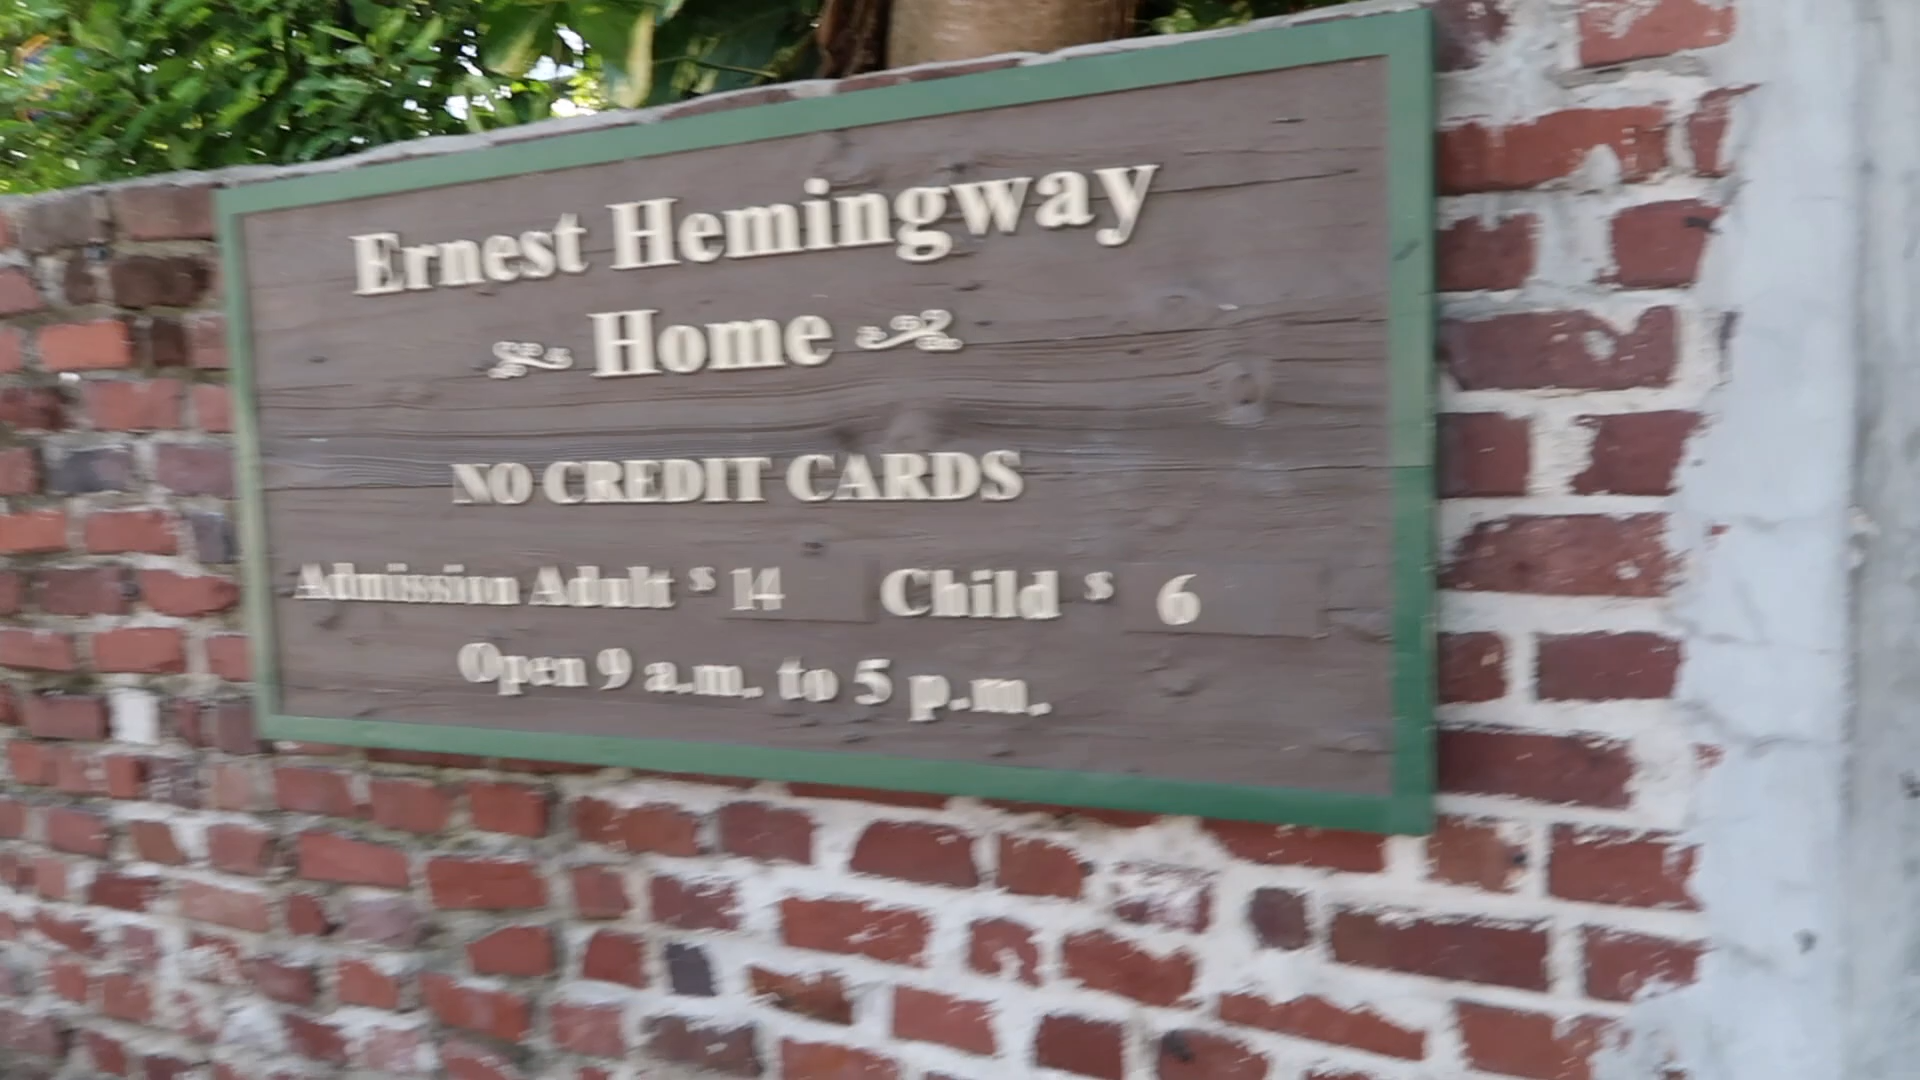 Ernest Hemingway
Home
NO CREDIT CARDS
Admission Adult $ 14 Child $ 6
Open 9 a.m. to 5 p.m.